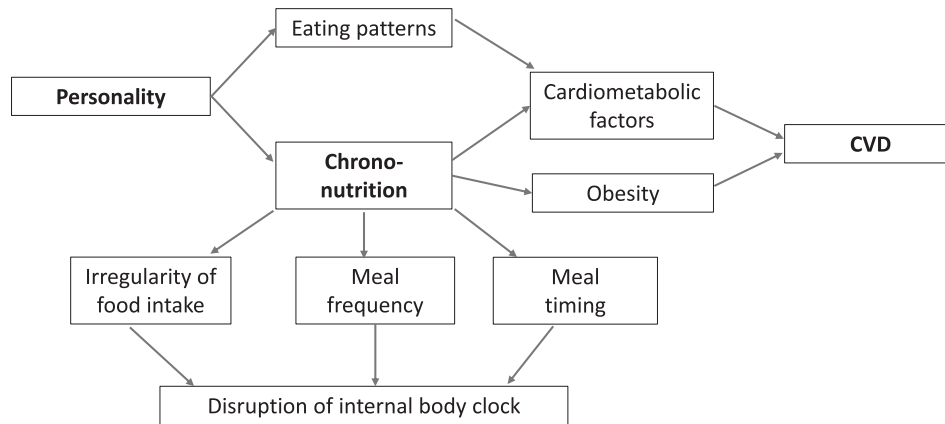 Eating patterns
Personality
Cardiometabolic
factors
CVD
Chrono-
nutrition
Obesity
Irregularity of
food intake
Meal
frequency
Meal
timing
Disruption of internal body clock